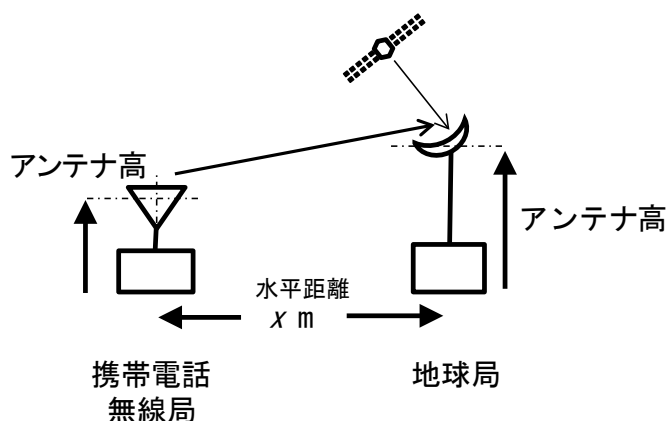 アンテナ高
アンテナ高
水平距離
x m
携帯電話
無線局
地球局